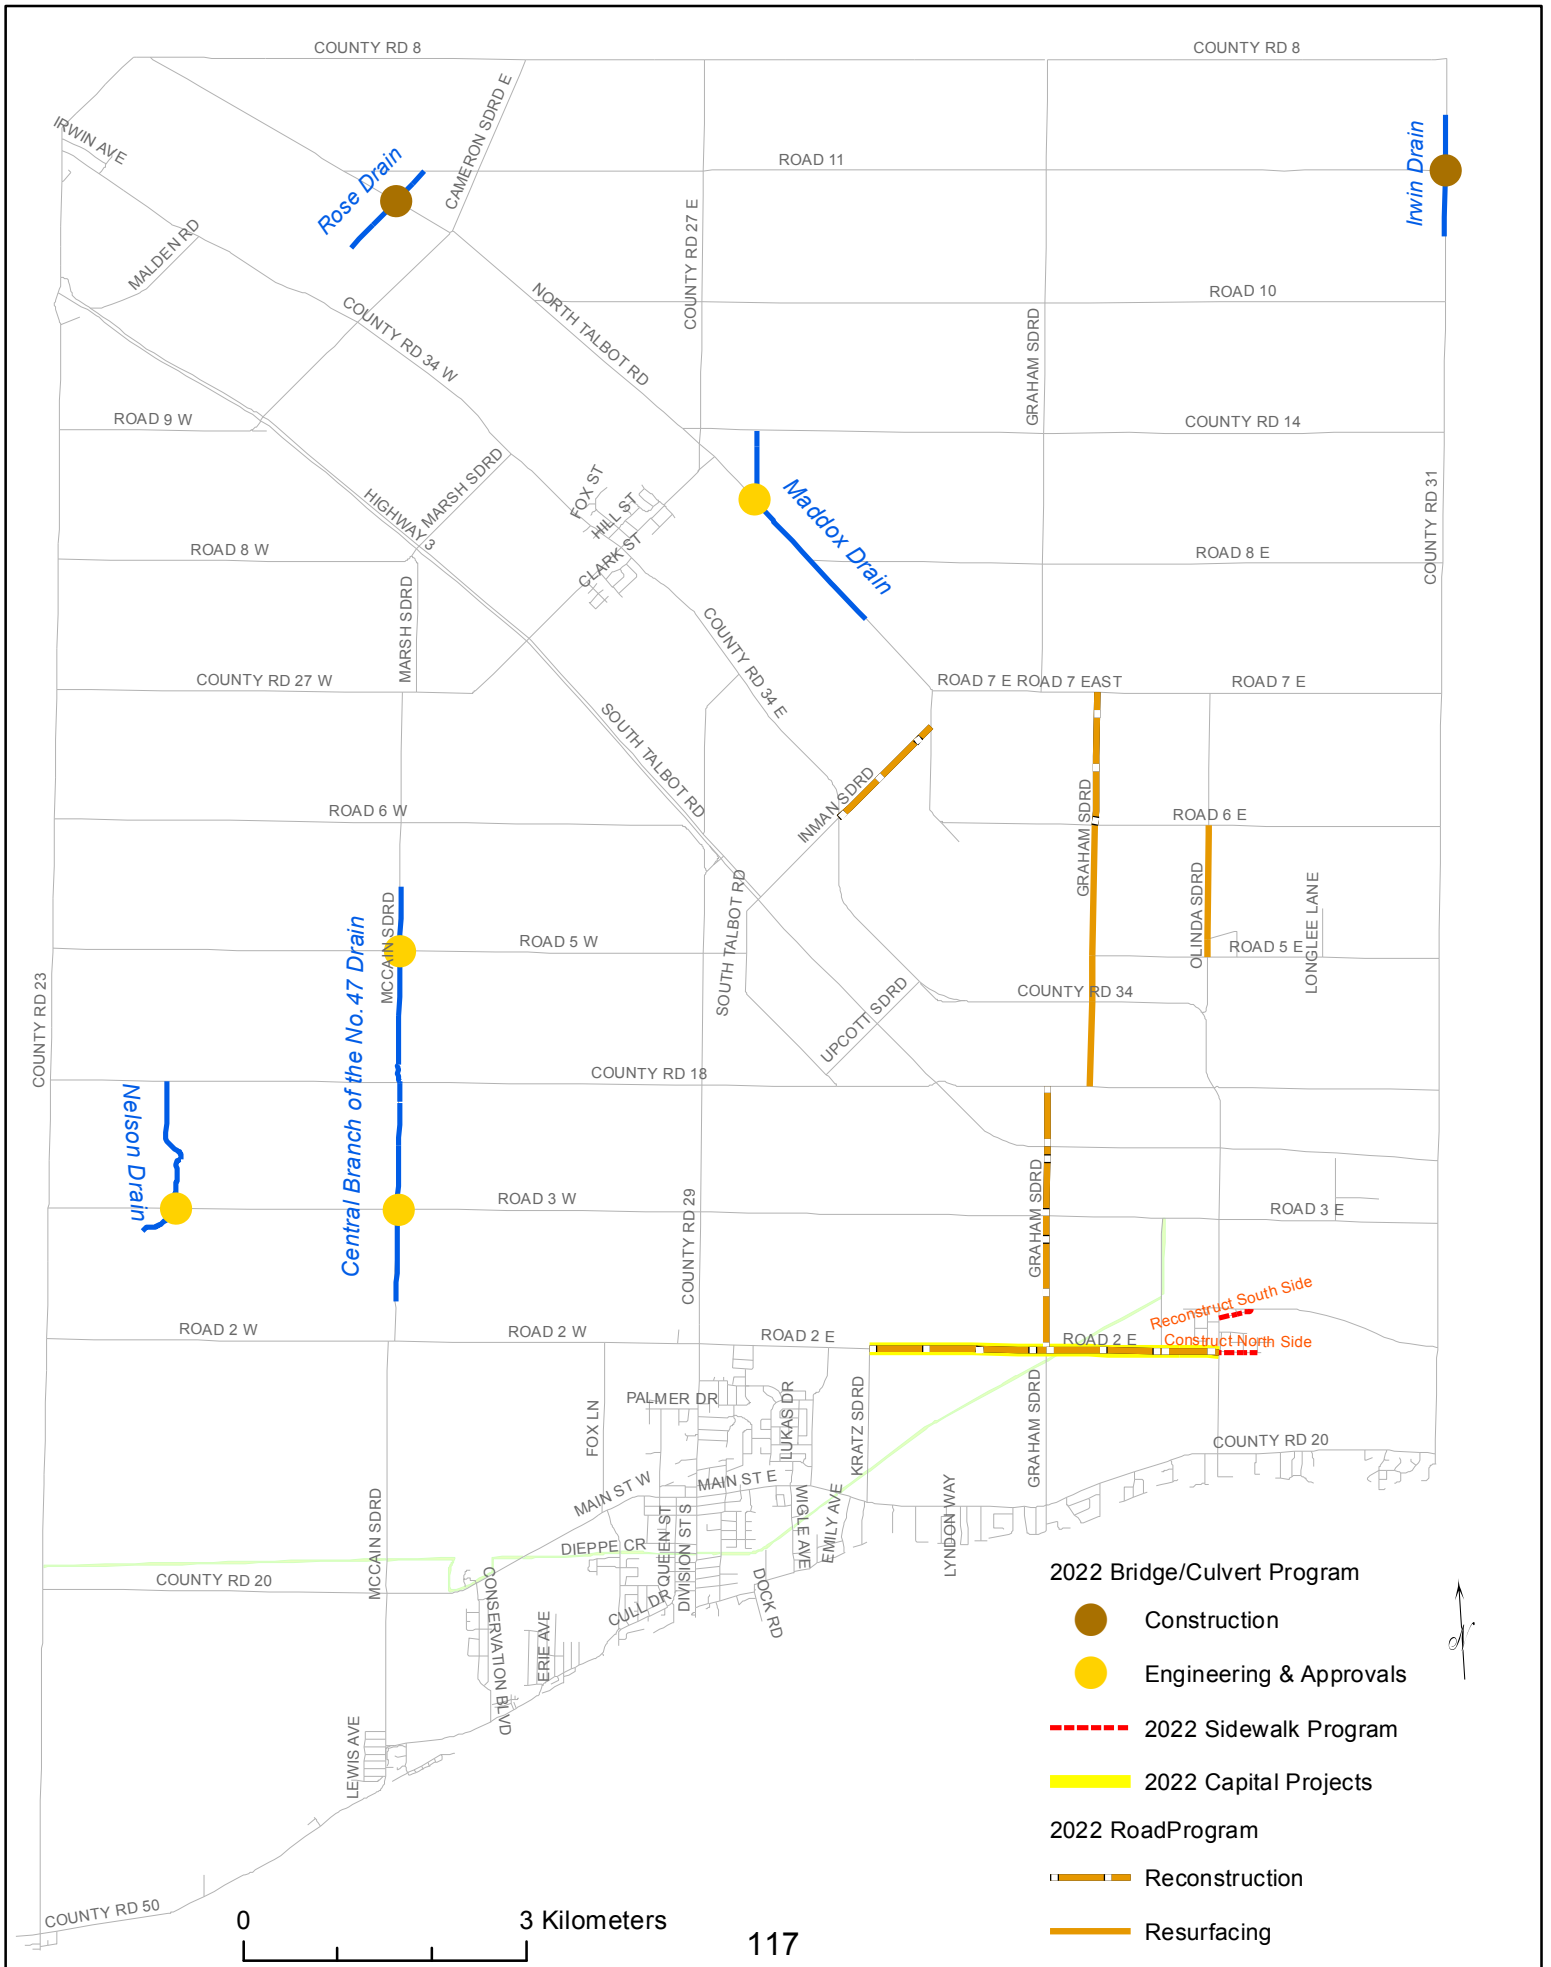 COUNTY RD 8
COUNTY RD 8
IRWIN AVE
CAMERON SDRD E
Rose Drain
ROAD 11
Irwin Drain
MALDEN RD
COUNTY RD 27 E
NORTH TALBOT RD
ROAD 10
COUNTY RD 34 W
GRAHAM SDRD
ROAD 9 W
COUNTY RD 14
MARSH SDRD
HIGHWAY 3
FOX ST
HILL ST
CLARK ST
Maddox Drain
COUNTY RD 31
ROAD 8 W
ROAD 8 E
MARSH SDRD
COUNTY RD 34 E
COUNTY RD 27 W
ROAD 7 E ROAD 7 EAST
ROAD 7 E
SOUTH TALBOT RD
INMAN SDRD
ROAD 6 W
ROAD 6 E
GRAHAM SDRD
OLINDA SDRD
LONGLEE LANE
MCCAIN SDRD
SOUTH TALBOT RD
ROAD 5 W
ROAD 5 E
Central Branch of the No.47 Drain
COUNTY RD 23
UPCOTT SDRD
COUNTY RD 34
COUNTY RD 18
Nelson Drain
ROAD 3 W
COUNTY RD 29
GRAHAM SDRD
ROAD 3 E
Reconstruct South Side
ROAD 2 W
ROAD 2 W
ROAD 2 E
ROAD 2 E
Construct North Side
PALMER DR
FOX LN
LUKAS DR
KRATZ SDRD
GRAHAM SDRD
COUNTY RD 20
MAIN ST W
MAIN ST E
MCCAIN SDRD
QUEEN ST
DIVISION ST S
WIGLE AVE
EMILY AVE
LYNDON WAY
DIEPPE CR
COUNTY RD 20
CONSERVATION BLVD
ERIE AVE
CULL DR
DOCK RD
LEWIS AVE
COUNTY RD 50
2022 Bridge/Culvert Program
Construction
Engineering & Approvals
2022 Sidewalk Program
2022 Capital Projects
2022 RoadProgram
Reconstruction
Resurfacing
N
0
3 Kilometers
117